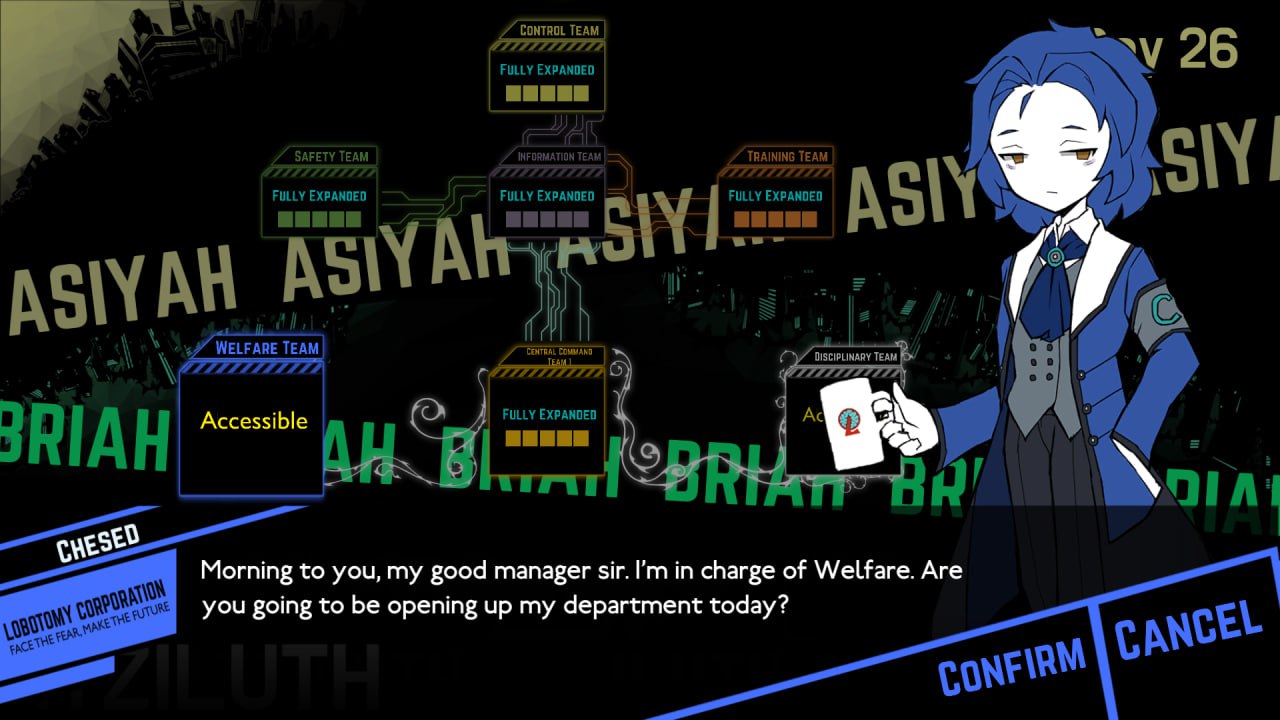 CONTROL TEAM
FULLY EXPANDED
Day 26
SAFETY TEAM
FULLY EXPANDED
INFORMATION TEAM
FULLY EXPANDED
TRAINING TEAM
FULLY EXPANDED
ASIYAH ASIYAH ASIYAH ASIYAH ASIYAH
WELFARE TEAM
Accessible
CENTRAL COMMAND
TEAM 1
FULLY EXPANDED
DISCIPLINARY TEAM
BRIAH BRIAH BRIAH BRIAH BRIAH BRIAH
CHESED
LOBOTOMY CORPORATION
FACE THE FEAR, MAKE THE FUTURE
C
Morning to you, my good manager sir. I'm in charge of Welfare. Are
you going to be opening up my department today?
CONFIRM
CANCEL